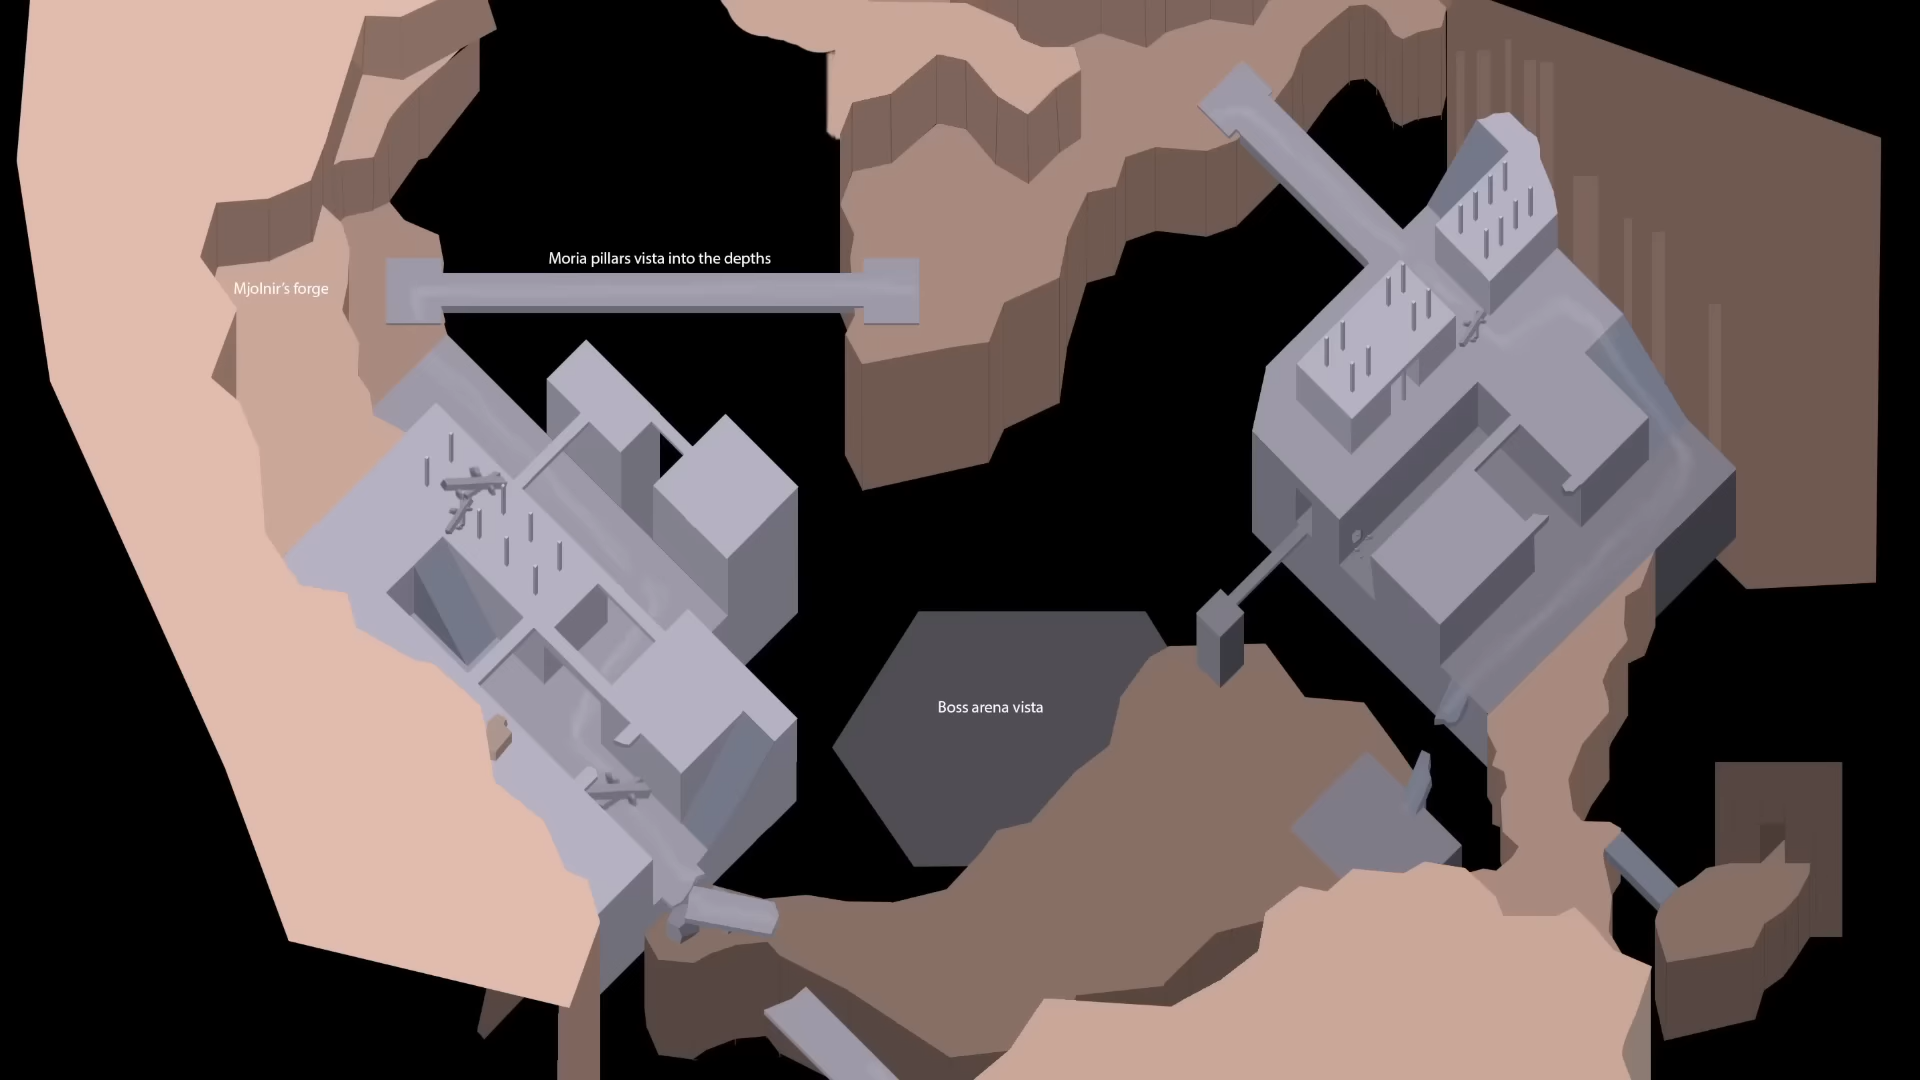 Moria pillars vista into the depths
Mjolnir’s forge
Boss arena vista